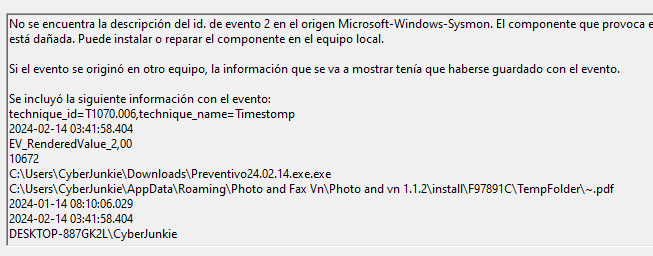 No se encuentra la descripción del id. de evento 2 en el origen Microsoft-Windows-Sysmon. El componente que provoca e
está dañada. Puede instalar o reparar el componente en el equipo local.
Si el evento se originó en otro equipo, la información que se va a mostrar tenía que haberse guardado con el evento.
Se incluyó la siguiente información con el evento:
technique_id=T1070.006,technique_name=Timestomp
2024-02-14 03:41:58.404
EV_RenderedValue_2,00
10672
C:\Users\CyberJunkie\Downloads\Preventivo24.02.14.exe.exe
C:\Users\CyberJunkie\AppData\Roaming\Photo and Fax Vn\Photo and vn 1.1.2\install\F97891C\TempFolder\~.pdf
2024-01-14 08:10:06.029
2024-02-14 03:41:58.404
DESKTOP-887GK2L\CyberJunkie